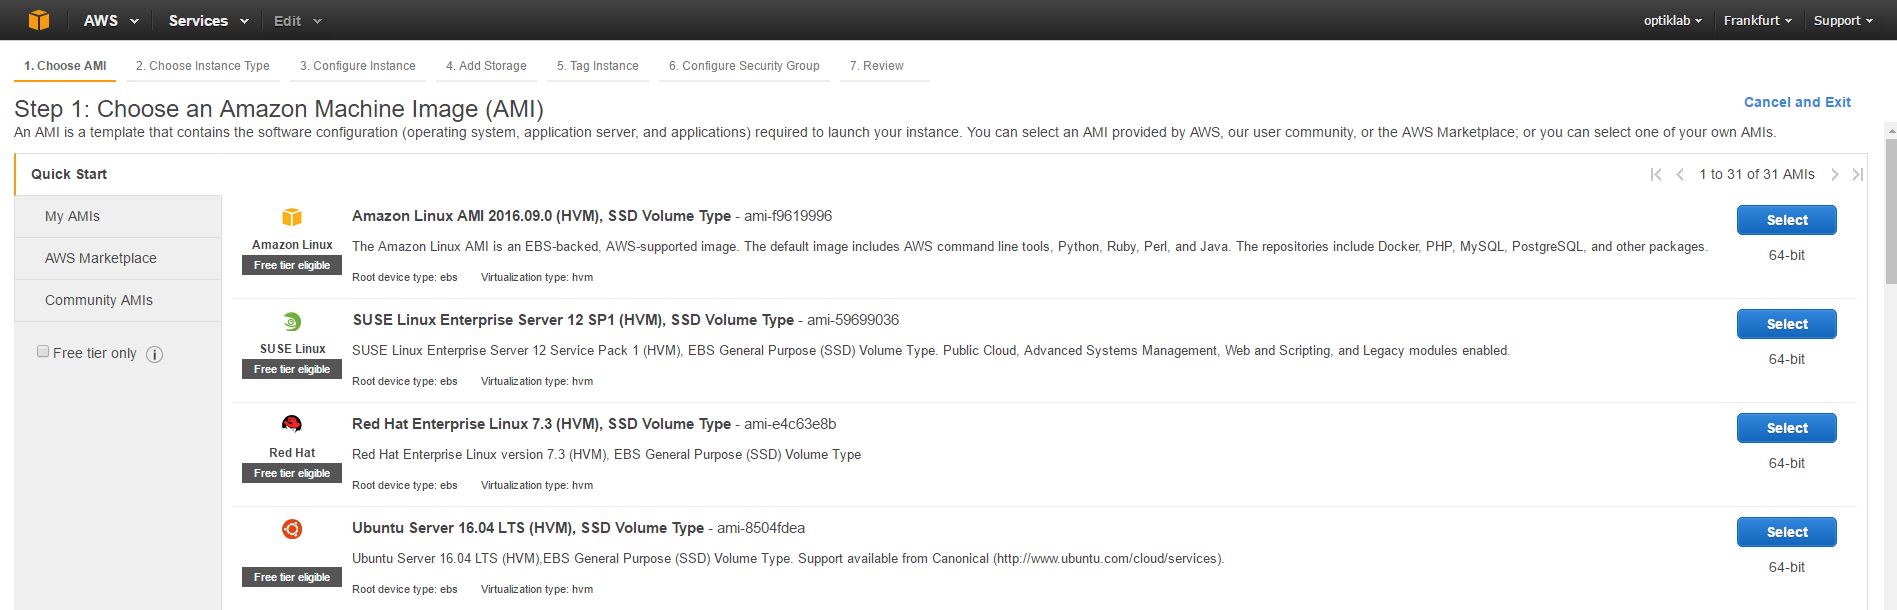 AWS Services Edit optiklab Frankfurt Support
1. Choose AMI 2. Choose Instance Type 3. Configure Instance 4. Add Storage 5. Tag Instance 6. Configure Security Group 7. Review
Step 1: Choose an Amazon Machine Image (AMI)
Cancel and Exit
An AMI is a template that contains the software configuration (operating system, application server, and applications) required to launch your instance. You can select an AMI provided by AWS, our user community, or the AWS Marketplace; or you can select one of your own AMIs.
Quick Start
My AMIs
AWS Marketplace
Community AMIs
Free tier only
1 to 31 of 31 AMIs
Amazon Linux
Free tier eligible
Amazon Linux AMI 2016.09.0 (HVM), SSD Volume Type - ami-f9619996
The Amazon Linux AMI is an EBS-backed, AWS-supported image. The default image includes AWS command line tools, Python, Ruby, Perl, and Java. The repositories include Docker, PHP, MySQL, PostgreSQL, and other packages.
Root device type: ebs Virtualization type: hvm
Select
64-bit
SUSE Linux
Free tier eligible
SUSE Linux Enterprise Server 12 SP1 (HVM), SSD Volume Type - ami-59699036
SUSE Linux Enterprise Server 12 Service Pack 1 (HVM), EBS General Purpose (SSD) Volume Type. Public Cloud, Advanced Systems Management, Web and Scripting, and Legacy modules enabled.
Root device type: ebs Virtualization type: hvm
Select
64-bit
Red Hat
Free tier eligible
Red Hat Enterprise Linux 7.3 (HVM), SSD Volume Type - ami-e4c63e8b
Red Hat Enterprise Linux version 7.3 (HVM), EBS General Purpose (SSD) Volume Type
Root device type: ebs Virtualization type: hvm
Select
64-bit
Free tier eligible
Ubuntu Server 16.04 LTS (HVM), SSD Volume Type - ami-8504fdea
Ubuntu Server 16.04 LTS (HVM),EBS General Purpose (SSD) Volume Type. Support available from Canonical (http://www.ubuntu.com/cloud/services).
Root device type: ebs Virtualization type: hvm
Select
64-bit